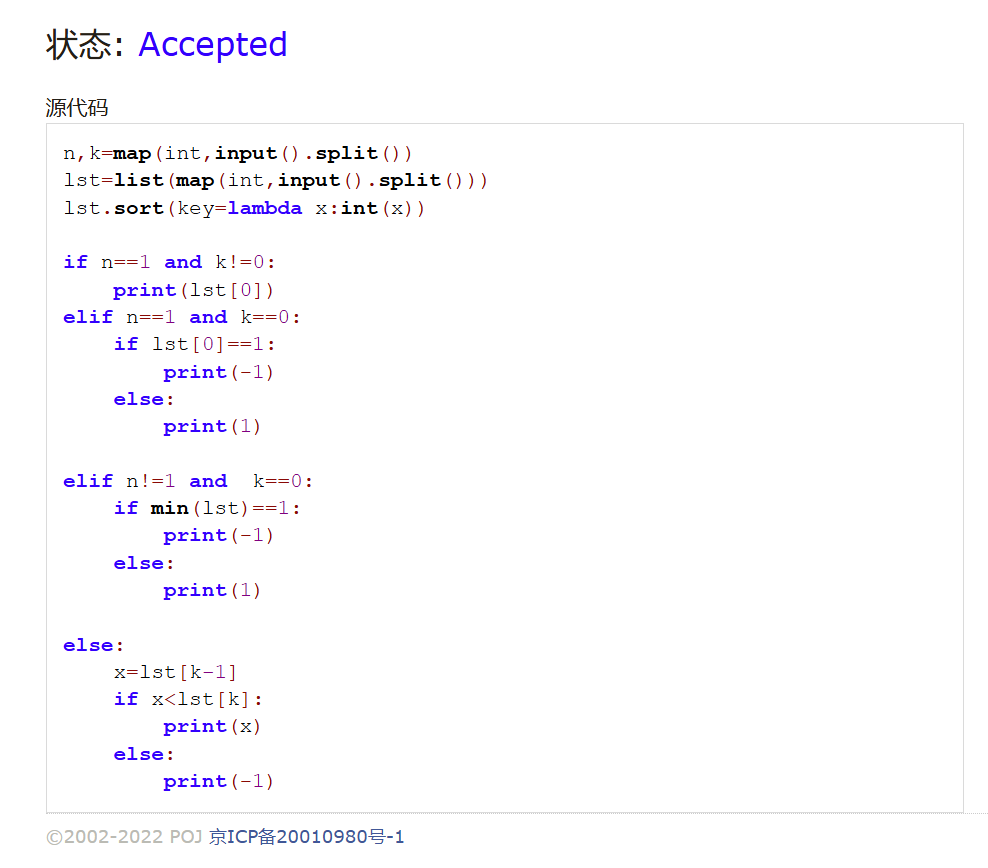 状态: Accepted
源代码
n,k=map(int,input().split())
lst=list(map(int,input().split()))
lst.sort(key=lambda x:int(x))
if n==1 and k!=0:
    print(lst[0])
elif n==1 and k==0:
    if lst[0]==1:
        print(-1)
    else:
        print(1)
elif n!=1 and  k==0:
    if min(lst)==1:
        print(-1)
    else:
        print(1)
else:
    x=lst[k-1]
    if x<lst[k]:
        print(x)
    else:
        print(-1)
©2002-2022 POJ 京ICP备20010980号-1